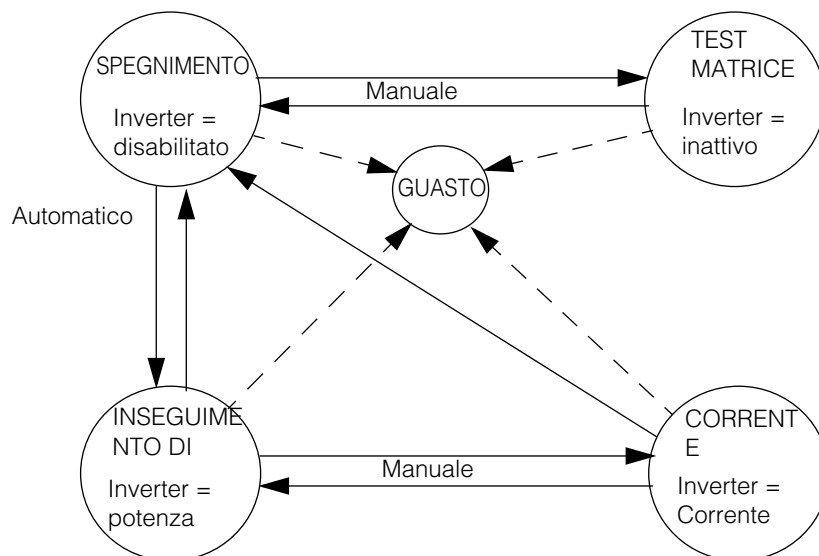 SPEGNIMENTO
Inverter =
disabilitato
Manuale
TEST
MATRICE
Inverter =
inattivo
GUASTO
Automatico
INSEGUIME
NTO DI
Inverter =
potenza
Manuale
CORRENT
E
Inverter =
Corrente